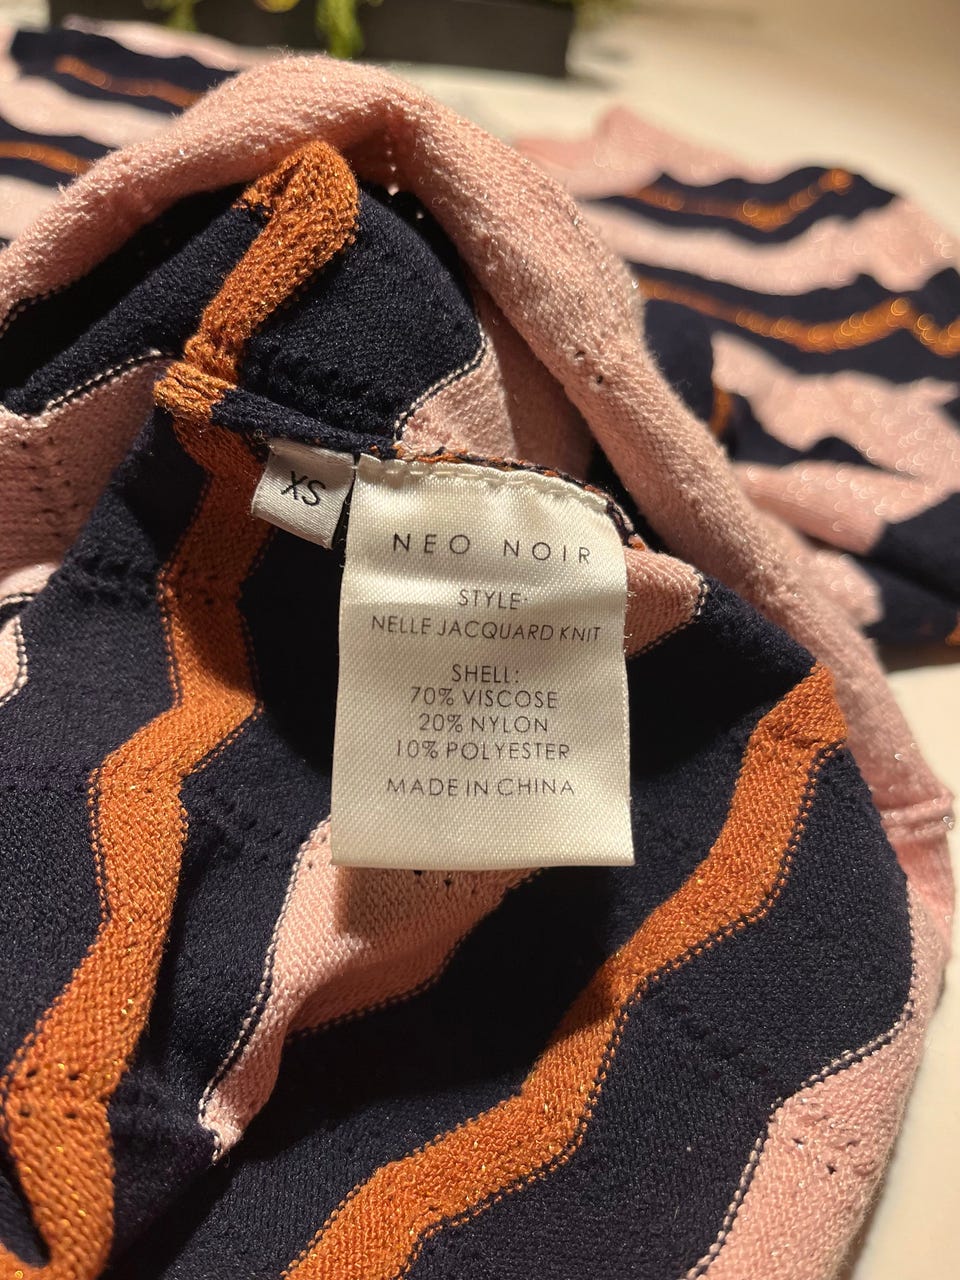 XS
NEO NOIR
STYLE:
NELLE JACQUARD KNIT
SHELL:
70% VISCOSE
20% NYLON
10% POLYESTER
MADE IN CHINA